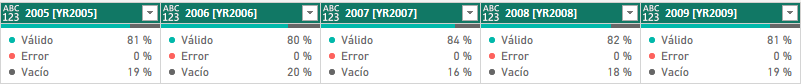 ABC 123 2005 [YR2005] ABC 123 2006 [YR2006] ABC 123 2007 [YR2007] ABC 123 2008 [YR2008] ABC 123 2009 [YR2009]
Válido 81 % Válido 80 % Válido 84 % Válido 82 % Válido 81 %
Error 0 % Error 0 % Error 0 % Error 0 % Error 0 %
Vacío 19 % Vacío 20 % Vacío 16 % Vacío 18 % Vacío 19 %